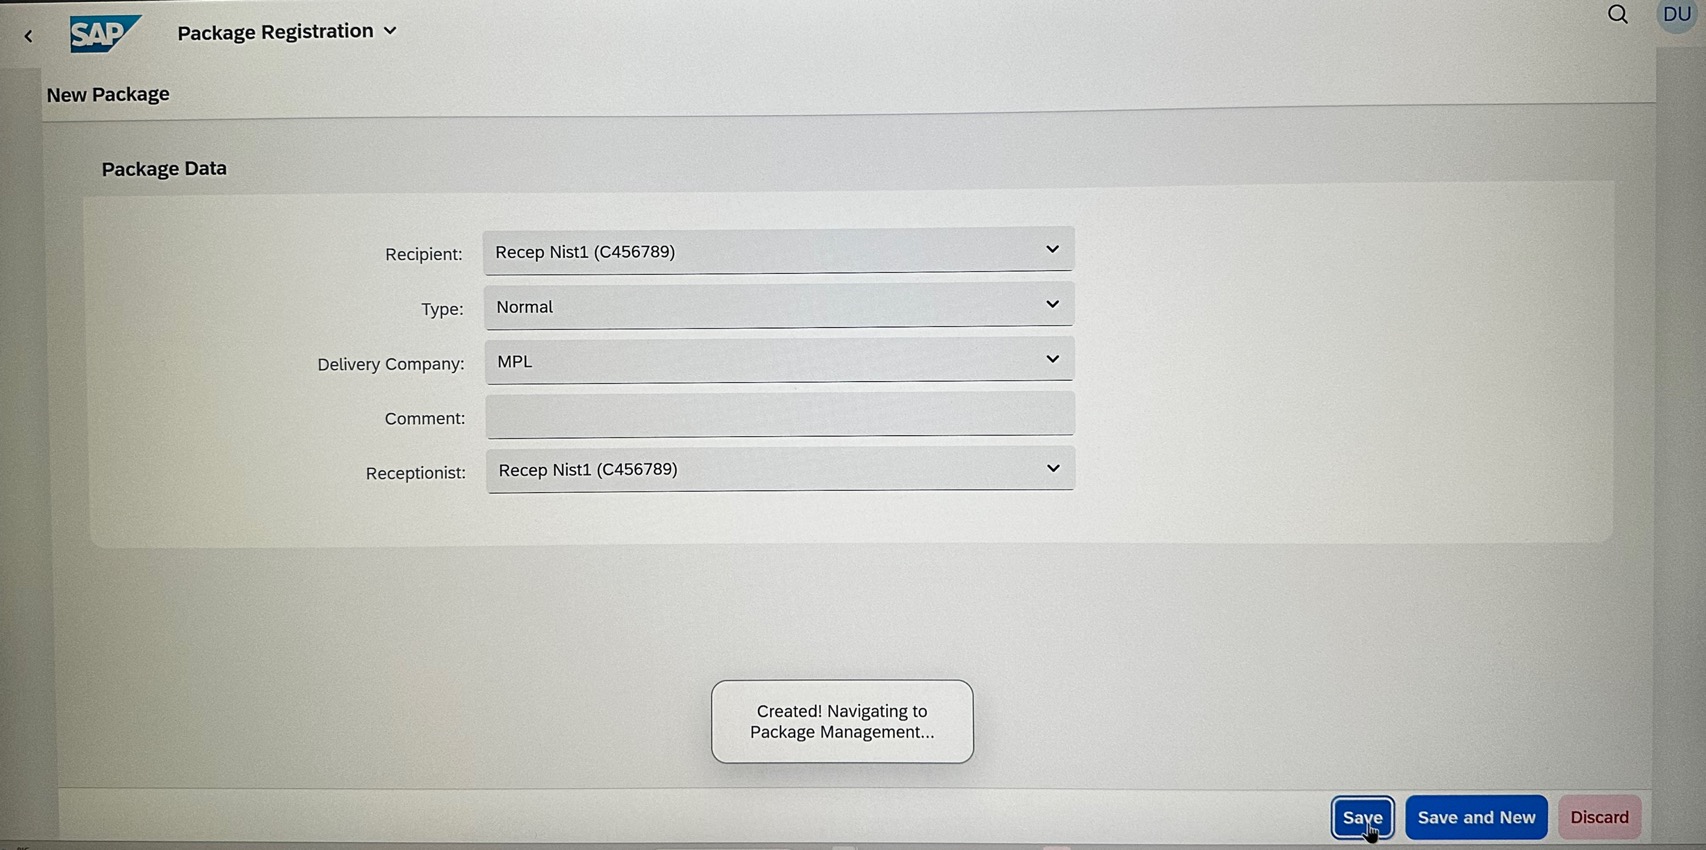 SAP Package Registration
DU
New Package
Package Data
Recipient: Recep Nist1 (C456789)
Type: Normal
Delivery Company: MPL
Comment:
Receptionist: Recep Nist1 (C456789)
Created! Navigating to
Package Management...
Save Save and New Discard